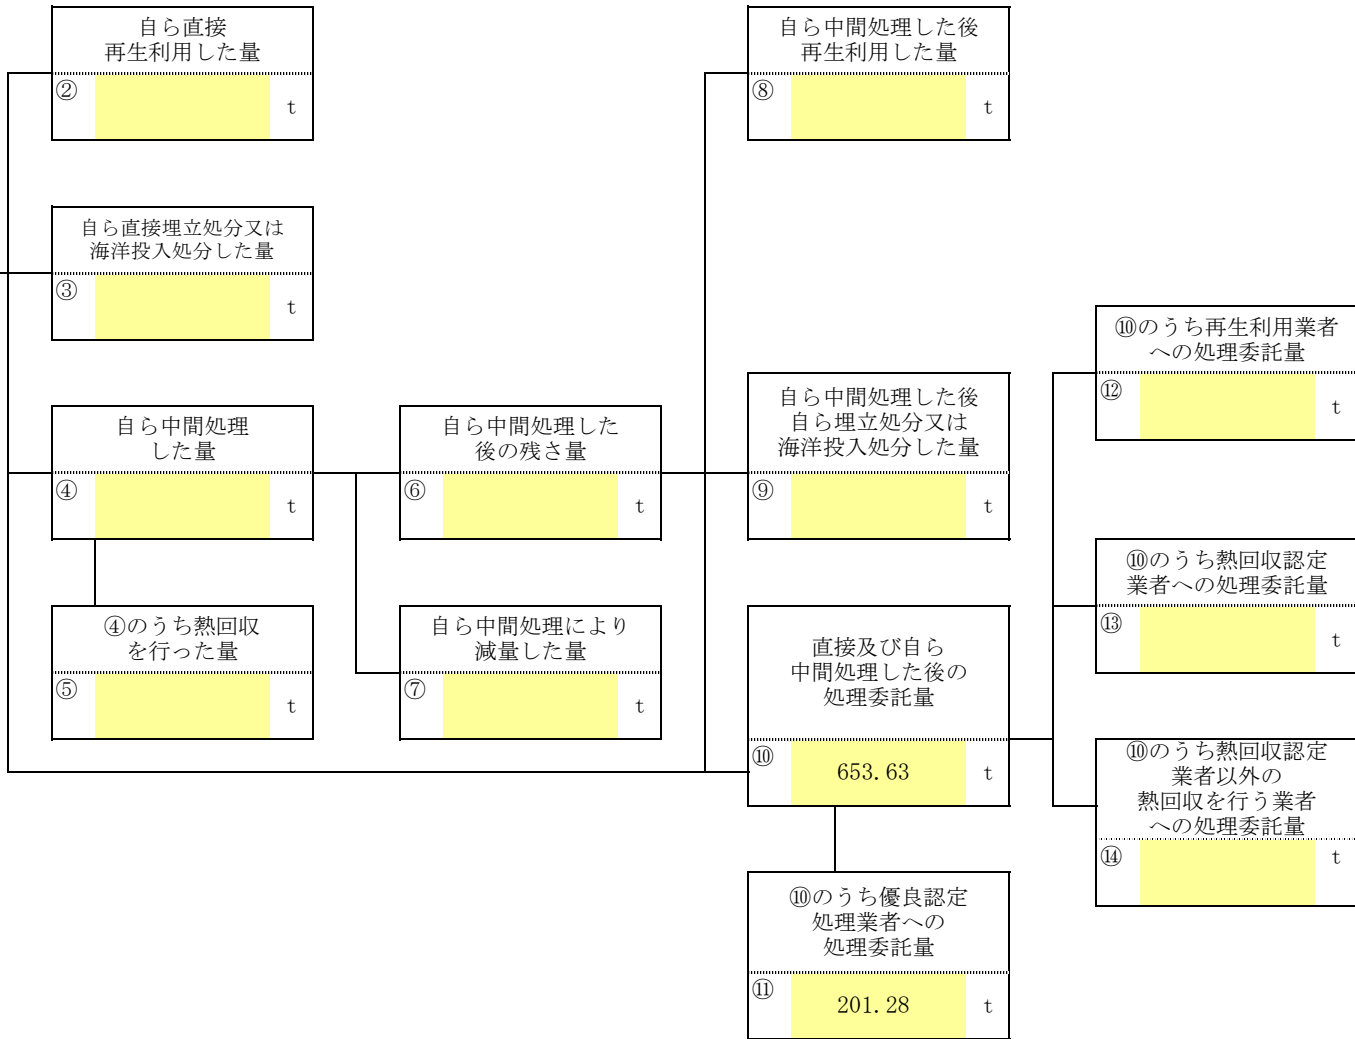 自ら直接
再生利用した量
②
t
自ら中間処理した後
再生利用した量
⑧
t
自ら直接埋立処分又は
海洋投入処分した量
③
t
⑩のうち再生利用業者
への処理委託量
⑫
t
自ら中間処理
した量
④
t
自ら中間処理した
後の残さ量
⑥
t
自ら中間処理した後
自ら埋立処分又は
海洋投入処分した量
⑨
t
⑩のうち熱回収認定
業者への処理委託量
⑬
t
④のうち熱回収
を行った量
⑤
t
自ら中間処理により
減量した量
⑦
t
直接及び自ら
中間処理した後の
処理委託量
⑩
653.63 t
⑩のうち熱回収認定
業者以外の
熱回収を行う業者
への処理委託量
⑭
t
⑩のうち優良認定
処理業者への
処理委託量
⑪
201.28 t